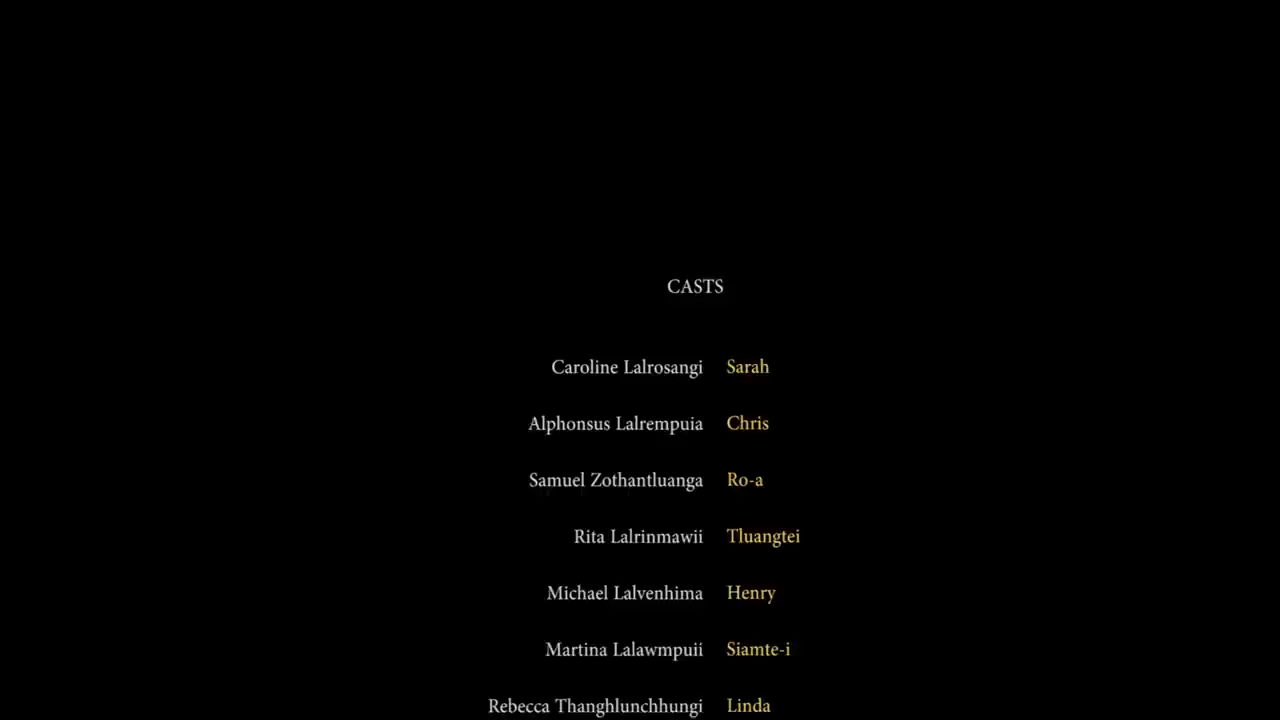 CASTS
Caroline Lalrosangi Sarah
Alphonsus Lalrempuia Chris
Samuel Zothantluanga Ro-a
Rita Lalrinmawii Tluangtei
Michael Lalvenhima Henry
Martina Lalawmpuii Siamte-i
Rebecca Thanghlunchhungi Linda